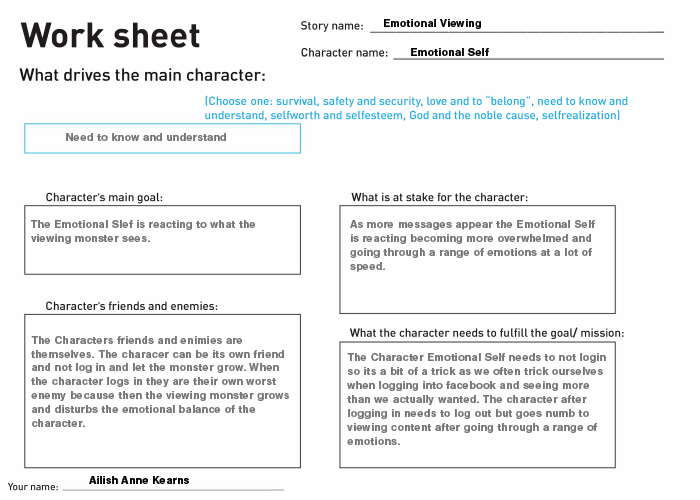 Work sheet
Story name: Emotional Viewing
Character name: Emotional Self
What drives the main character:
(Choose one: survival, safety and security, love and to "belong", need to know and
understand, selfworth and selfesteem, God and the noble cause, selfrealization)
Need to know and understand
Character's main goal:
The Emotional Slef is reacting to what the
viewing monster sees.
What is at stake for the character:
As more messages appear the Emotional Self
is reacting becoming more overwhelmed and
going through a range of emotions at a lot of
speed.
Character's friends and enemies:
The Characters friends and enimies are
themselves. The characer can be its own friend
and not log in and let the monster grow. When
the character logs in they are their own worst
enemy because then the viewing monster grows
and disturbs the emotional balance of the
character.
What the character needs to fulfill the goal/ mission:
The Character Emotional Self needs to not login
so its a bit of a trick as we often trick ourselves
when logging into facebook and seeing more
than we actually wanted. The character after
logging in needs to log out but goes numb to
viewing content after going through a range of
emotions.
Your name: Ailish Anne Kearns